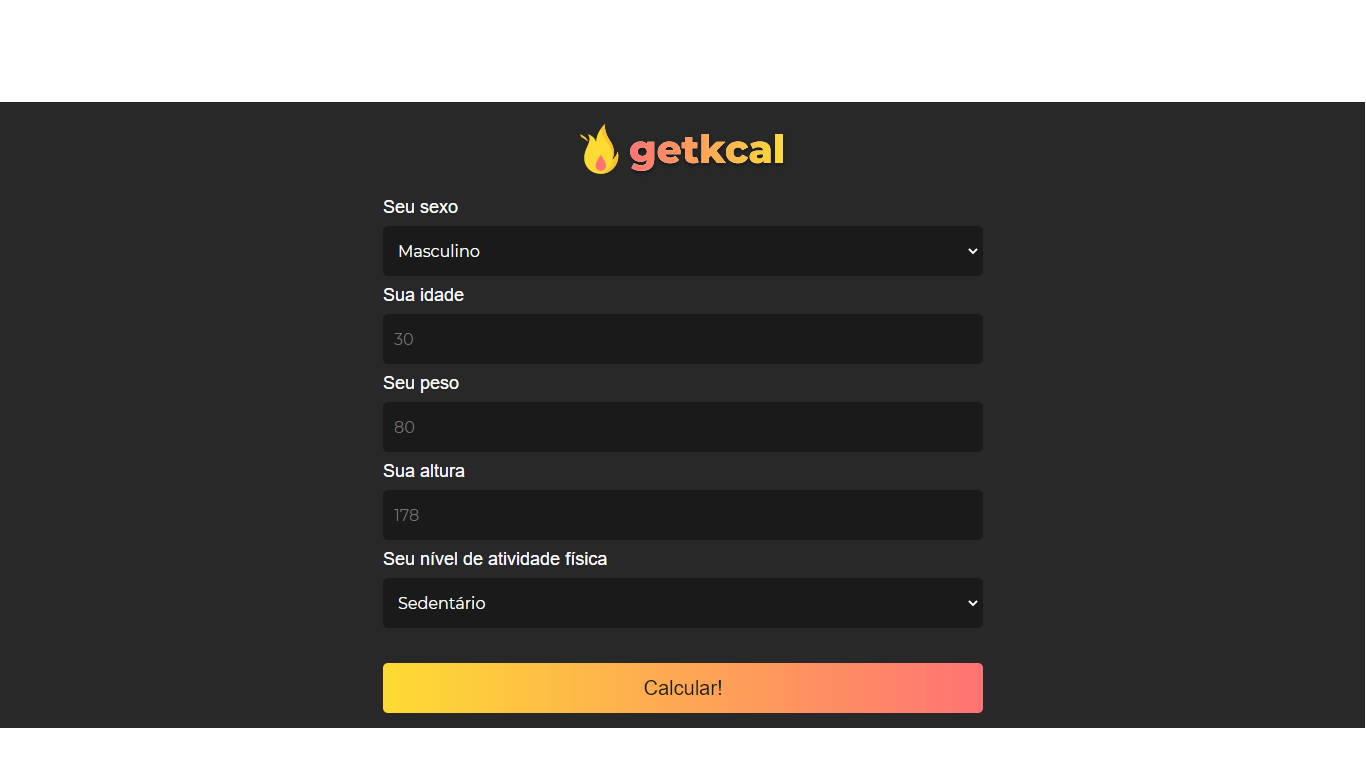 getkcal
Seu sexo
Masculino
Sua idade
30
Seu peso
80
Sua altura
178
Seu nível de atividade física
Sedentário
Calcular!